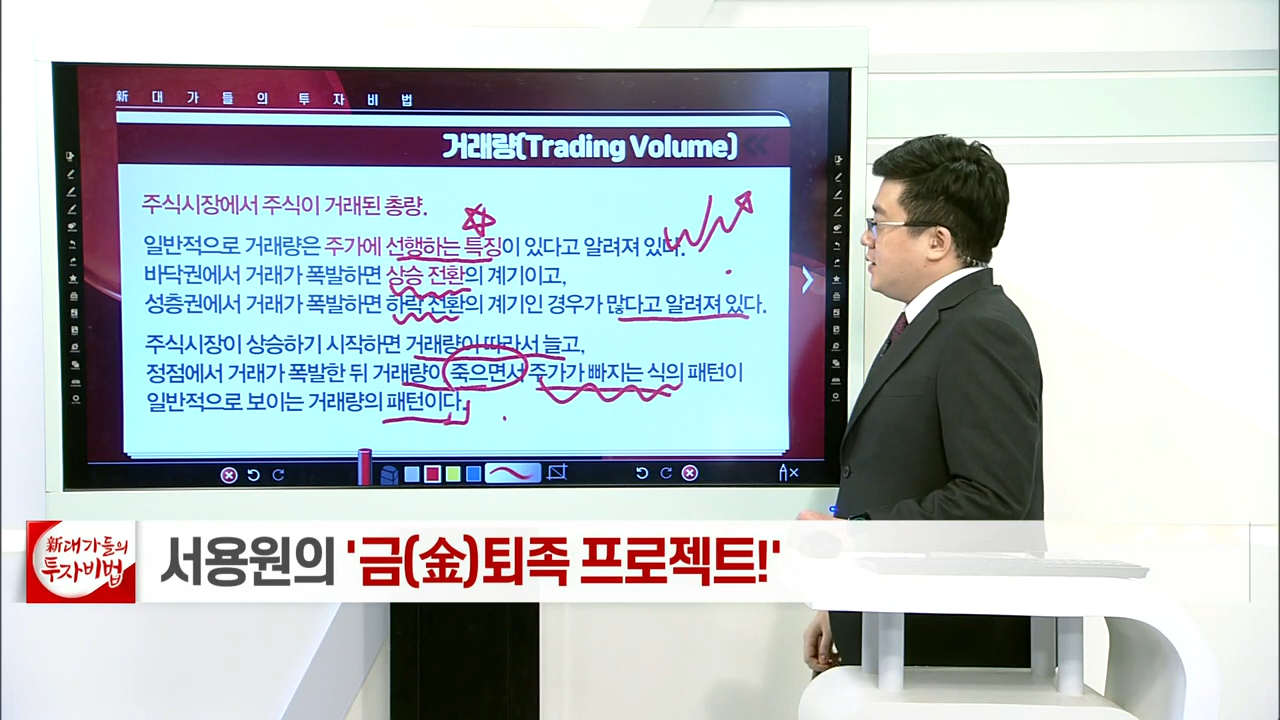 新 대 가 들 의 투 자 비 법
거래량(Trading Volume)
주식시장에서 주식이 거래된 총량.
일반적으로 거래량은 주가에 선행하는 특징이 있다고 알려져 있다.
바닥권에서 거래가 폭발하면 상승 전환의 계기이고,
성층권에서 거래가 폭발하면 하락 전환의 계기인 경우가 많다고 알려져 있다.
주식시장이 상승하기 시작하면 거래량이 따라서 늘고,
정점에서 거래가 폭발한 뒤 거래량이 죽으면서 주가가 빠지는 식의 패턴이
일반적으로 보이는 거래량의 패턴이다.
新대가들의
투자비법
서용원의 '금(金)퇴족 프로젝트!'